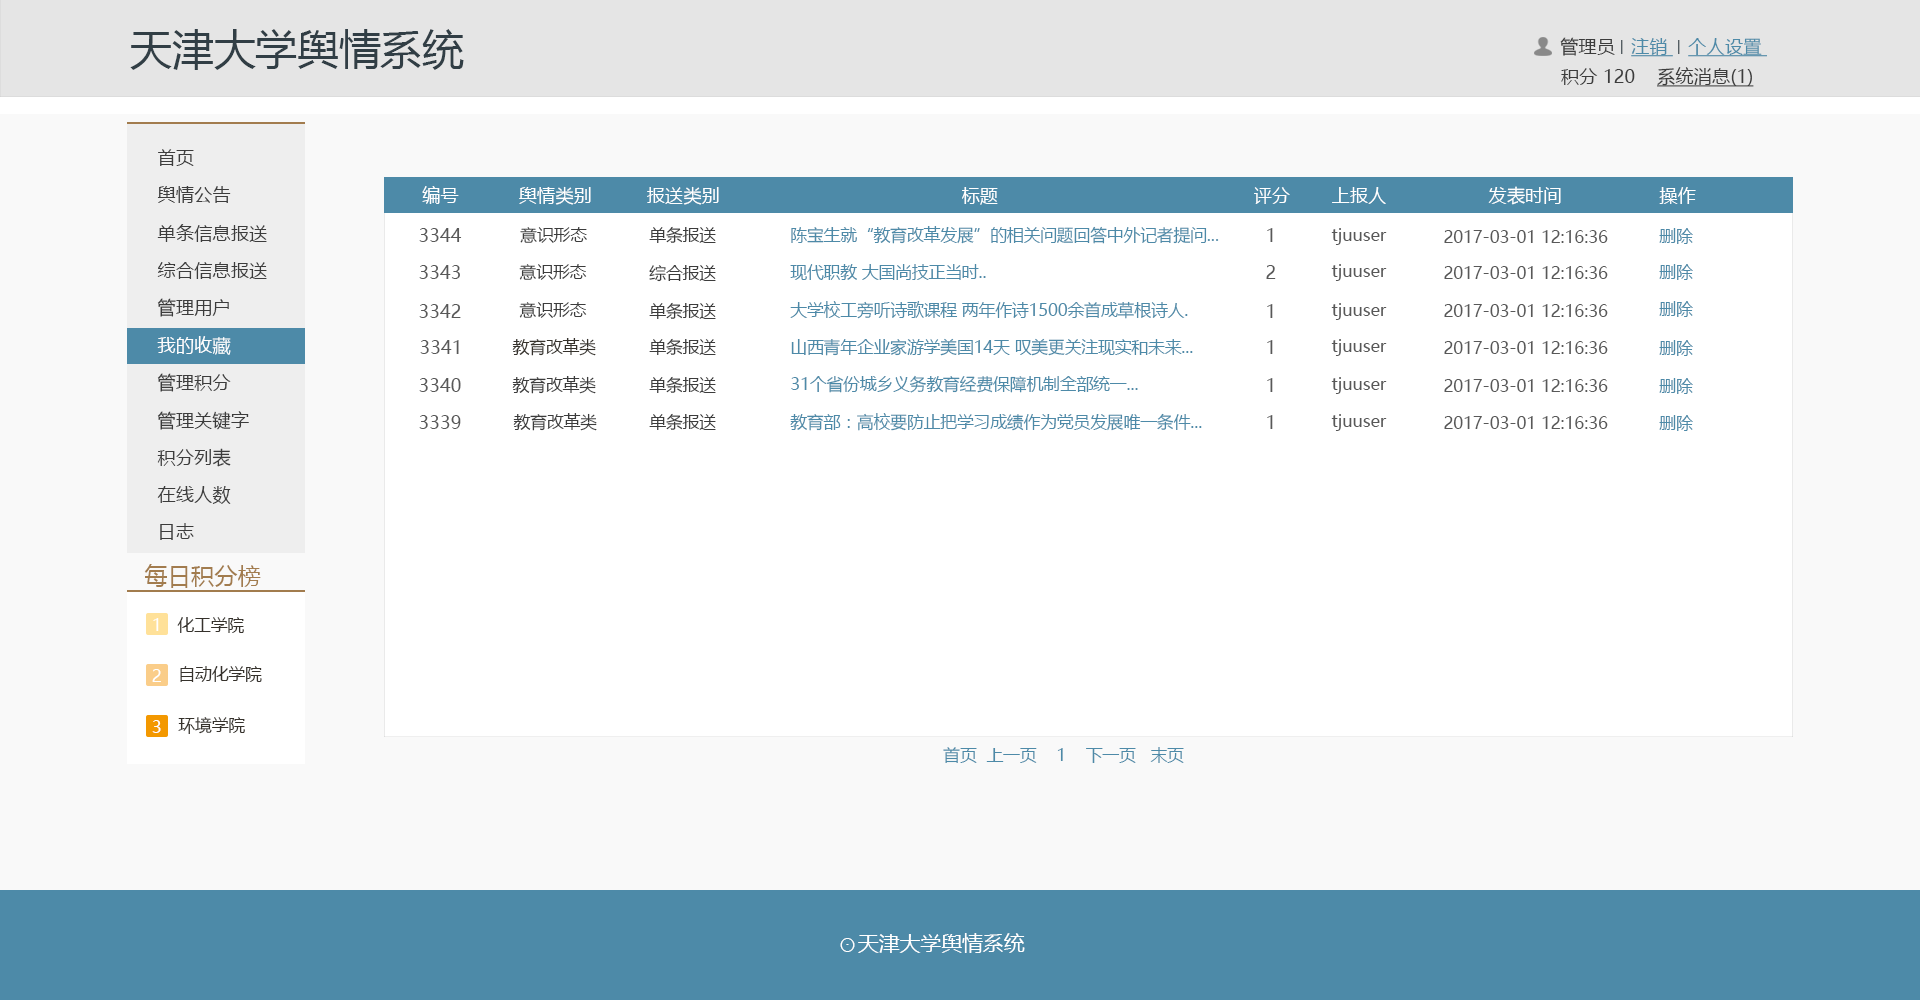 天津大学舆情系统
管理员 | 注销 | 个人设置
积分 120 系统消息(1)
首页
舆情公告
单条信息报送
综合信息报送
管理用户
我的收藏
管理积分
管理关键字
积分列表
在线人数
日志
每日积分榜
1 化工学院
2 自动化学院
3 环境学院
编号 舆情类别 报送类别 标题 评分 上报人 发表时间 操作
3344 意识形态 单条报送 陈宝生就“教育改革发展”的相关问题回答中外记者提问... 1 tjuuser 2017-03-01 12:16:36 删除
3343 意识形态 综合报送 现代职教 大国尚技正当时.. 2 tjuuser 2017-03-01 12:16:36 删除
3342 意识形态 单条报送 大学校工旁听诗歌课程 两年作诗1500余首成草根诗人. 1 tjuuser 2017-03-01 12:16:36 删除
3341 教育改革类 单条报送 山西青年企业家游学美国14天 叹美更关注现实和未来... 1 tjuuser 2017-03-01 12:16:36 删除
3340 教育改革类 单条报送 31个省份城乡义务教育经费保障机制全部统一... 1 tjuuser 2017-03-01 12:16:36 删除
3339 教育改革类 单条报送 教育部：高校要防止把学习成绩作为党员发展唯一条件... 1 tjuuser 2017-03-01 12:16:36 删除
首页 上一页 1 下一页 末页
⊙天津大学舆情系统